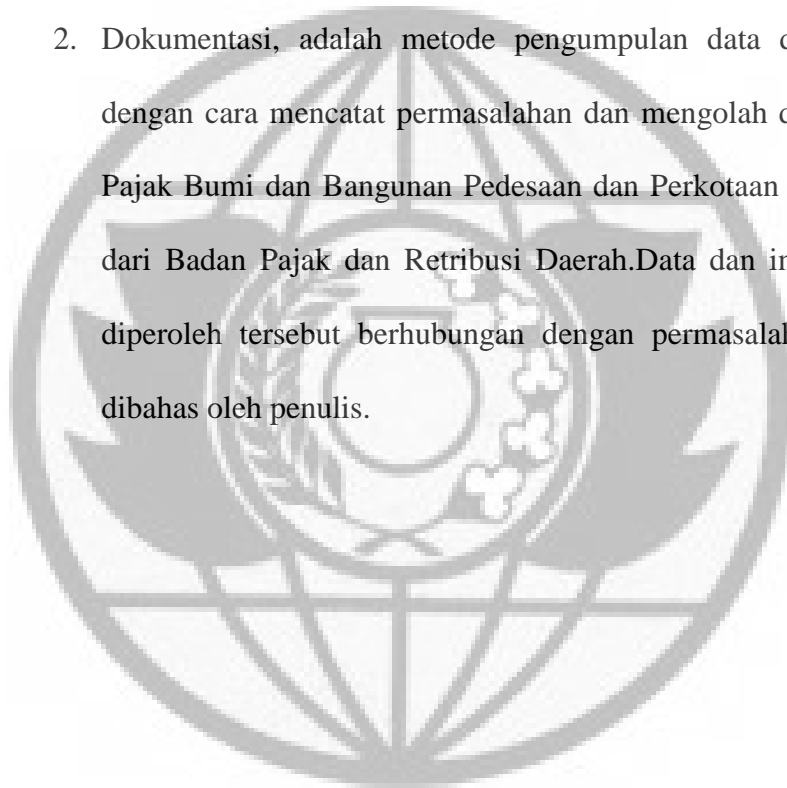 2. Dokumentasi, adalah metode pengumpulan data
dengan cara mencatat permasalahan dan mengolah
Pajak Bumi dan Bangunan Pedesaan dan Perkotaan
dari Badan Pajak dan Retribusi Daerah.Data dan
diperoleh tersebut berhubungan dengan
dibahas oleh penulis.